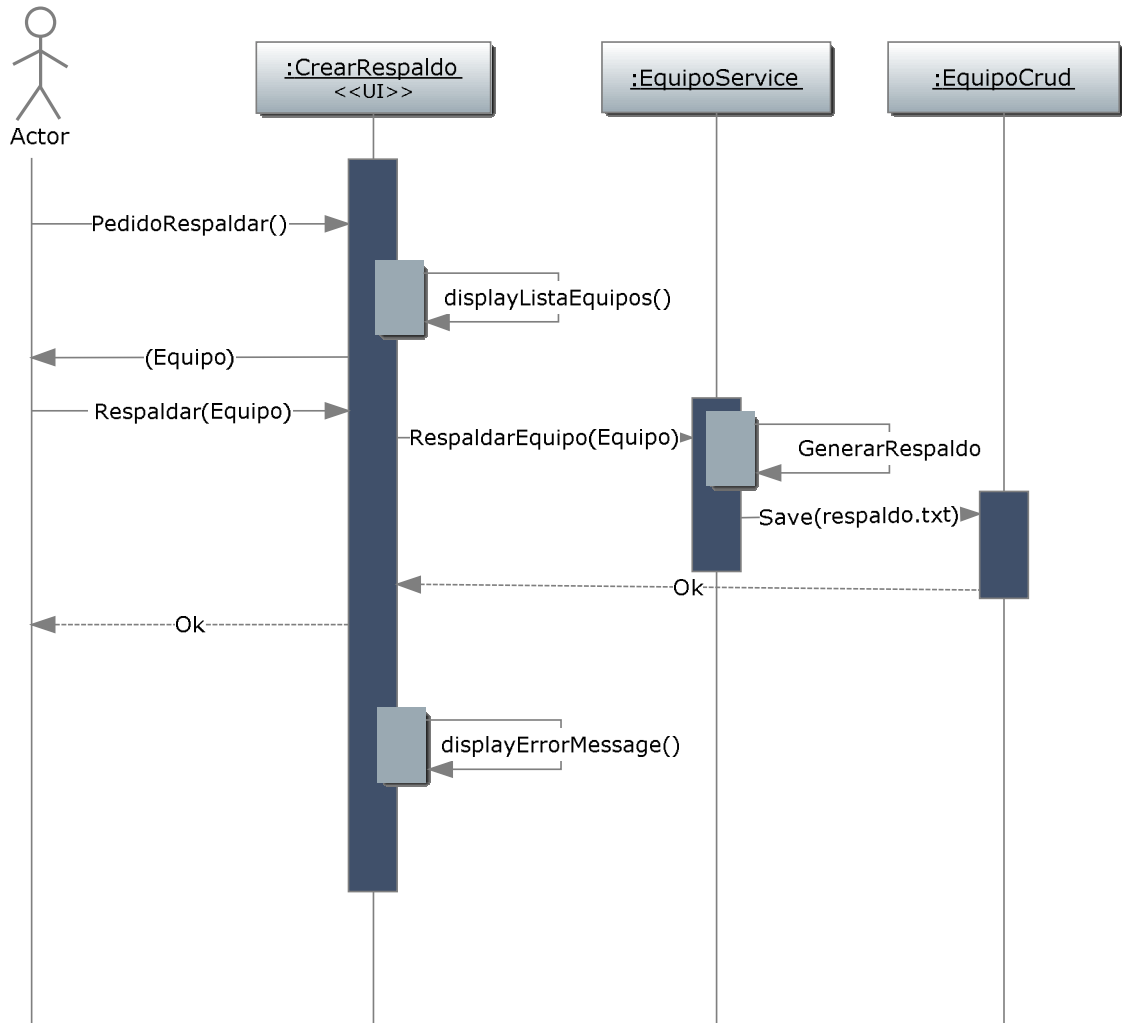 :CrearRespaldo
<<UI>>
:EquipoService
:EquipoCrud
Actor
PedidoRespaldar()
displayListaEquipos()
(Equipo)
Respaldar(Equipo)
RespaldarEquipo(Equipo)
GenerarRespaldo
Save(respaldo.txt)
Ok
Ok
displayErrorMessage()